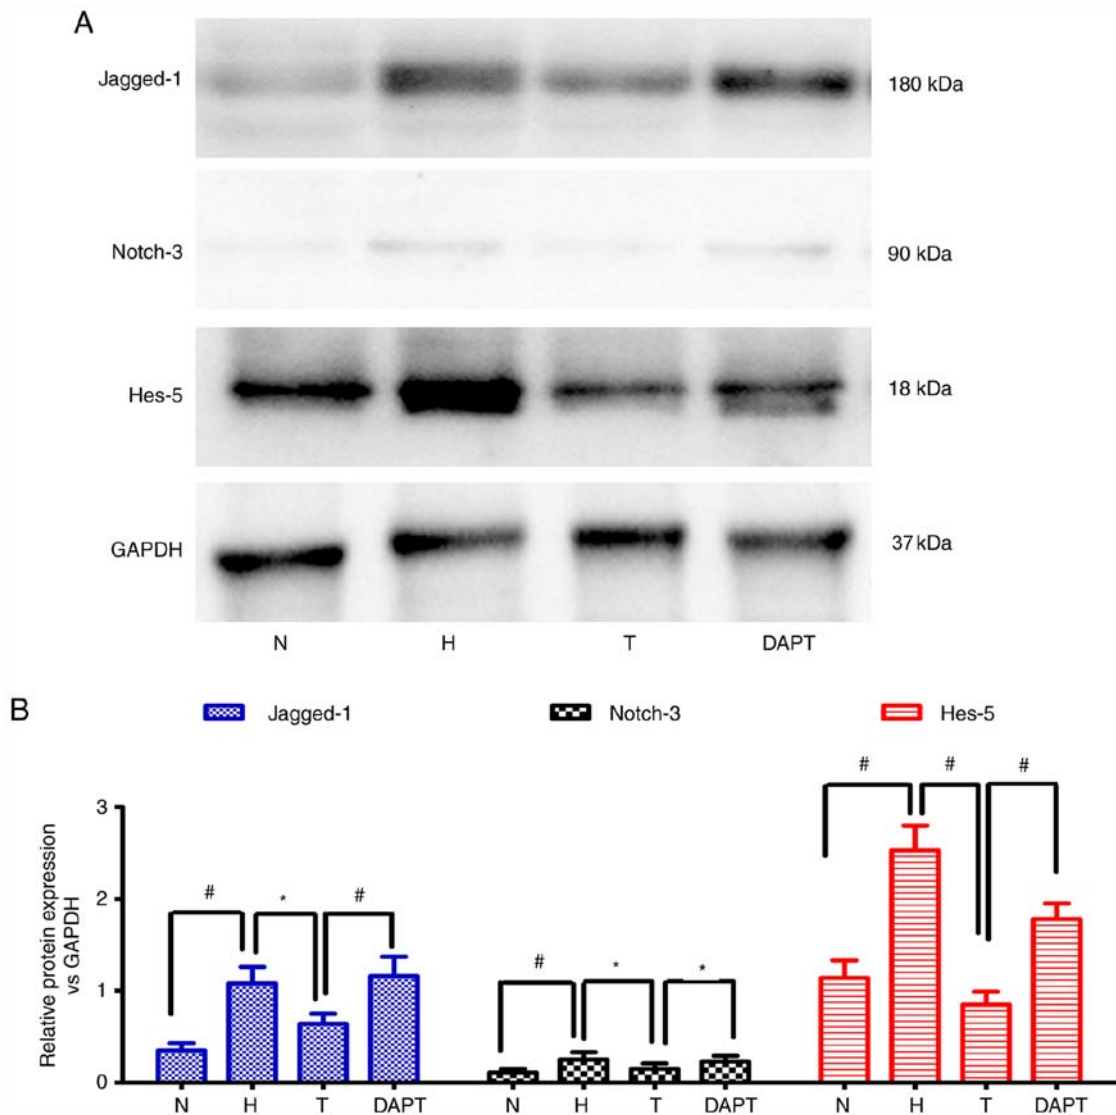 A
Jagged-1 180 kDa
Notch-3 90 kDa
Hes-5 18 kDa
GAPDH 37 kDa
N H T DAPT
B
Jagged-1 Notch-3 Hes-5
# # #
3
2
# * #
# * *
1
0
Relative protein expression
vs GAPDH
N H T DAPT N H T DAPT N H T DAPT